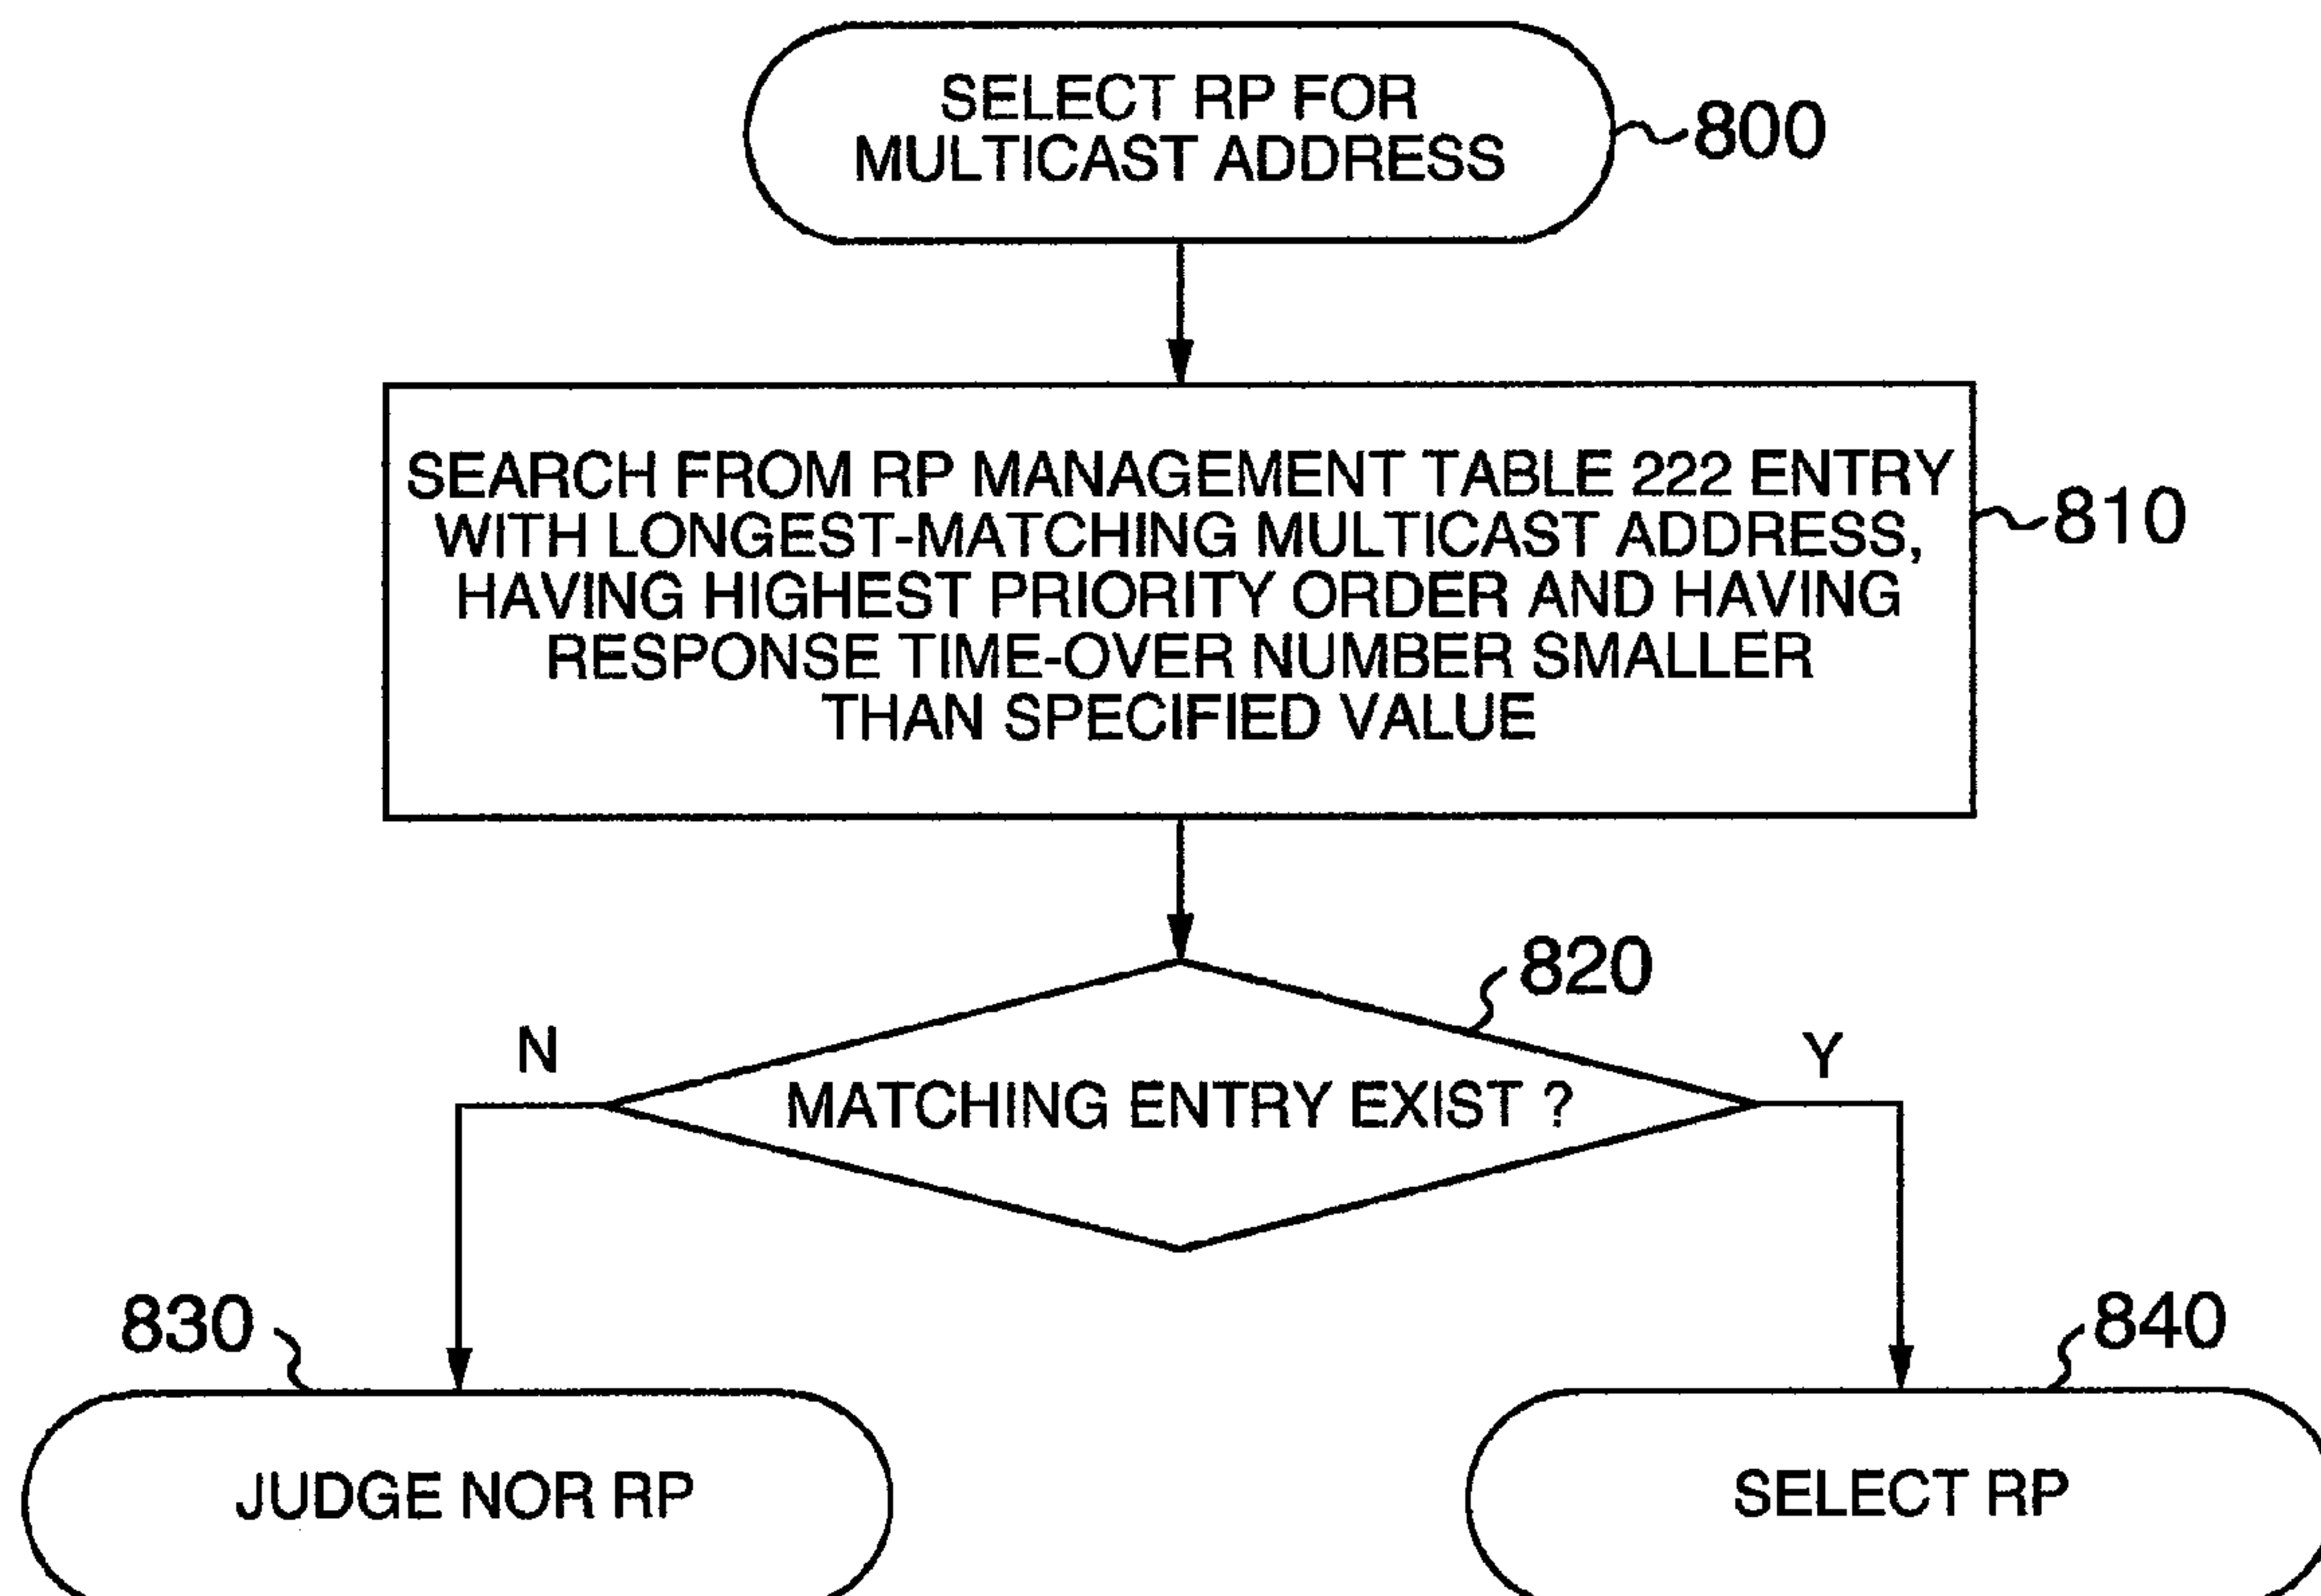 SELECT RP FOR
MULTICAST ADDRESS
800
SEARCH FROM RP MANAGEMENT TABLE 222 ENTRY
WITH LONGEST-MATCHING MULTICAST ADDRESS,
HAVING HIGHEST PRIORITY ORDER AND HAVING
RESPONSE TIME-OVER NUMBER SMALLER
THAN SPECIFIED VALUE
810
820
N
Y
MATCHING ENTRY EXIST ?
830
840
JUDGE NOR RP
SELECT RP